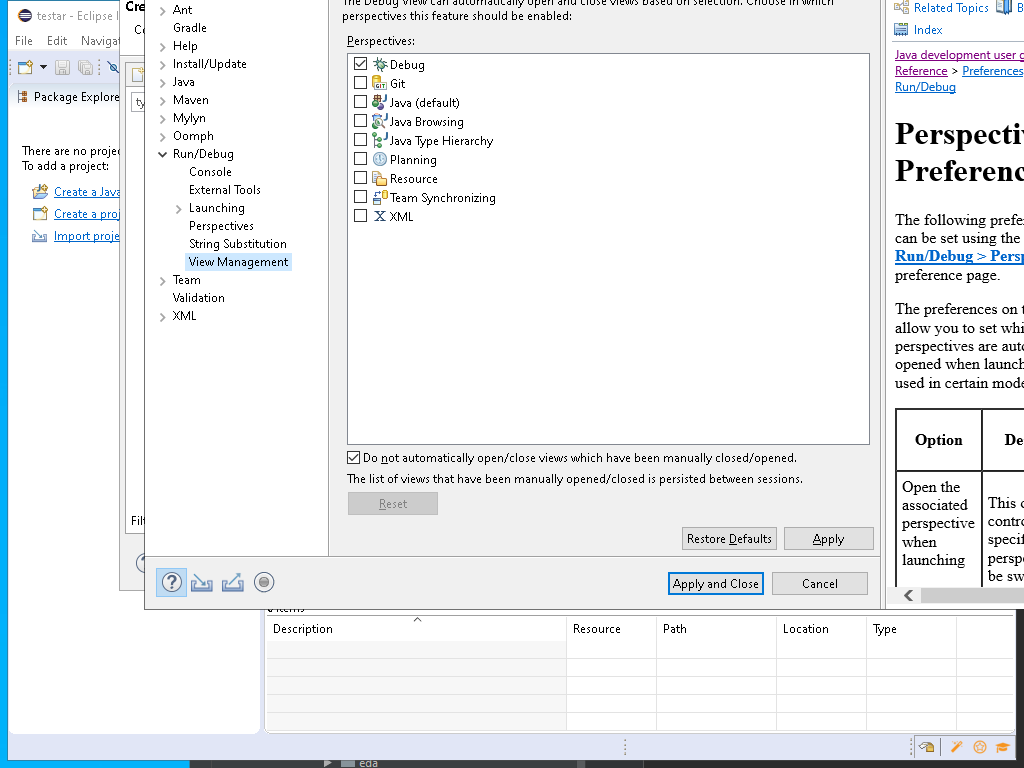 testar - Eclipse I
File Edit Navigat
Package Explore
There are no projec
To add a project:
Create a Java
Create a proj
Import proje
Cre
ty
Filt
Ant
Gradle
Help
Install/Update
Java
Maven
Mylyn
Oomph
Run/Debug
Console
External Tools
Launching
Perspectives
String Substitution
View Management
Team
Validation
XML
The Debug View can automatically open and close views based on selection. Choose in which
perspectives this feature should be enabled:
Perspectives:
Debug
Git
Java (default)
Java Browsing
Java Type Hierarchy
Planning
Resource
Team Synchronizing
XML
Do not automatically open/close views which have been manually closed/opened.
The list of views that have been manually opened/closed is persisted between sessions.
Reset
Restore Defaults
Apply
Apply and Close
Cancel
Related Topics B
Index
Java development user g
Reference > Preferences
Run/Debug
Perspectiv
Preferenc
The following prefer
can be set using the
Run/Debug > Persp
preference page.
The preferences on t
allow you to set whi
perspectives are auto
opened when launch
used in certain mode
Option De
Open the
associated
perspective
when
launching
This o
contro
specif
perspe
be sw
items
Description Resource Path Location Type
eda